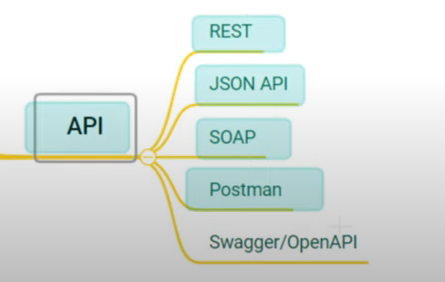 API
REST
JSON API
SOAP
Postman
Swagger/OpenAPI